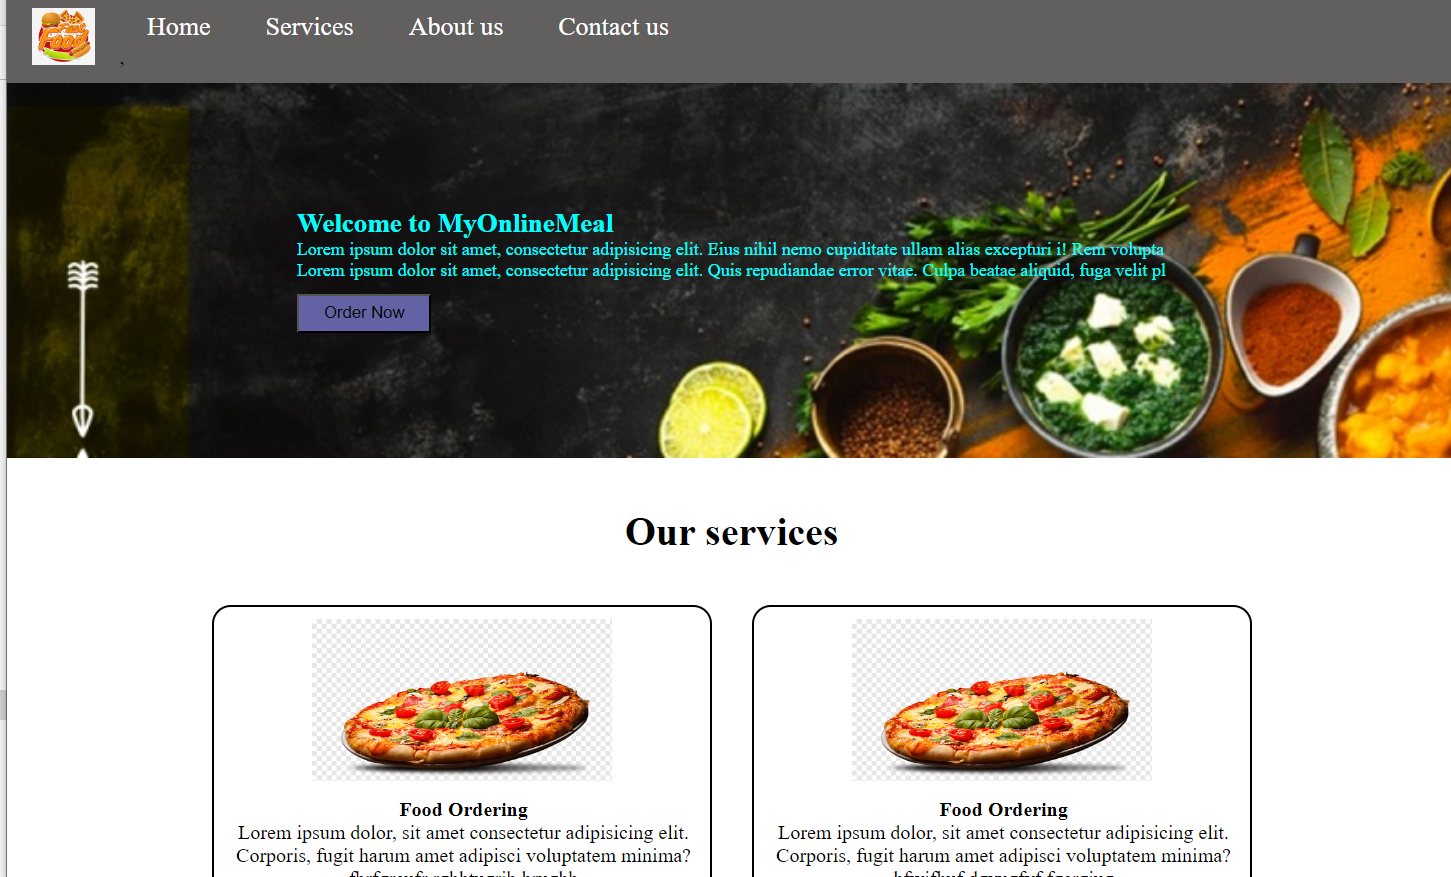 Fast Food
Home Services About us Contact us
,
Welcome to MyOnlineMeal
Lorem ipsum dolor sit amet, consectetur adipisicing elit. Eius nihil nemo cupiditate ullam alias excepturi i! Rem volupta
Lorem ipsum dolor sit amet, consectetur adipisicing elit. Quis repudiandae error vitae. Culpa beatae aliquid, fuga velit pl
Order Now
Our services
Food Ordering
Lorem ipsum dolor, sit amet consectetur adipisicing elit.
Corporis, fugit harum amet adipisci voluptatem minima?
Food Ordering
Lorem ipsum dolor, sit amet consectetur adipisicing elit.
Corporis, fugit harum amet adipisci voluptatem minima?